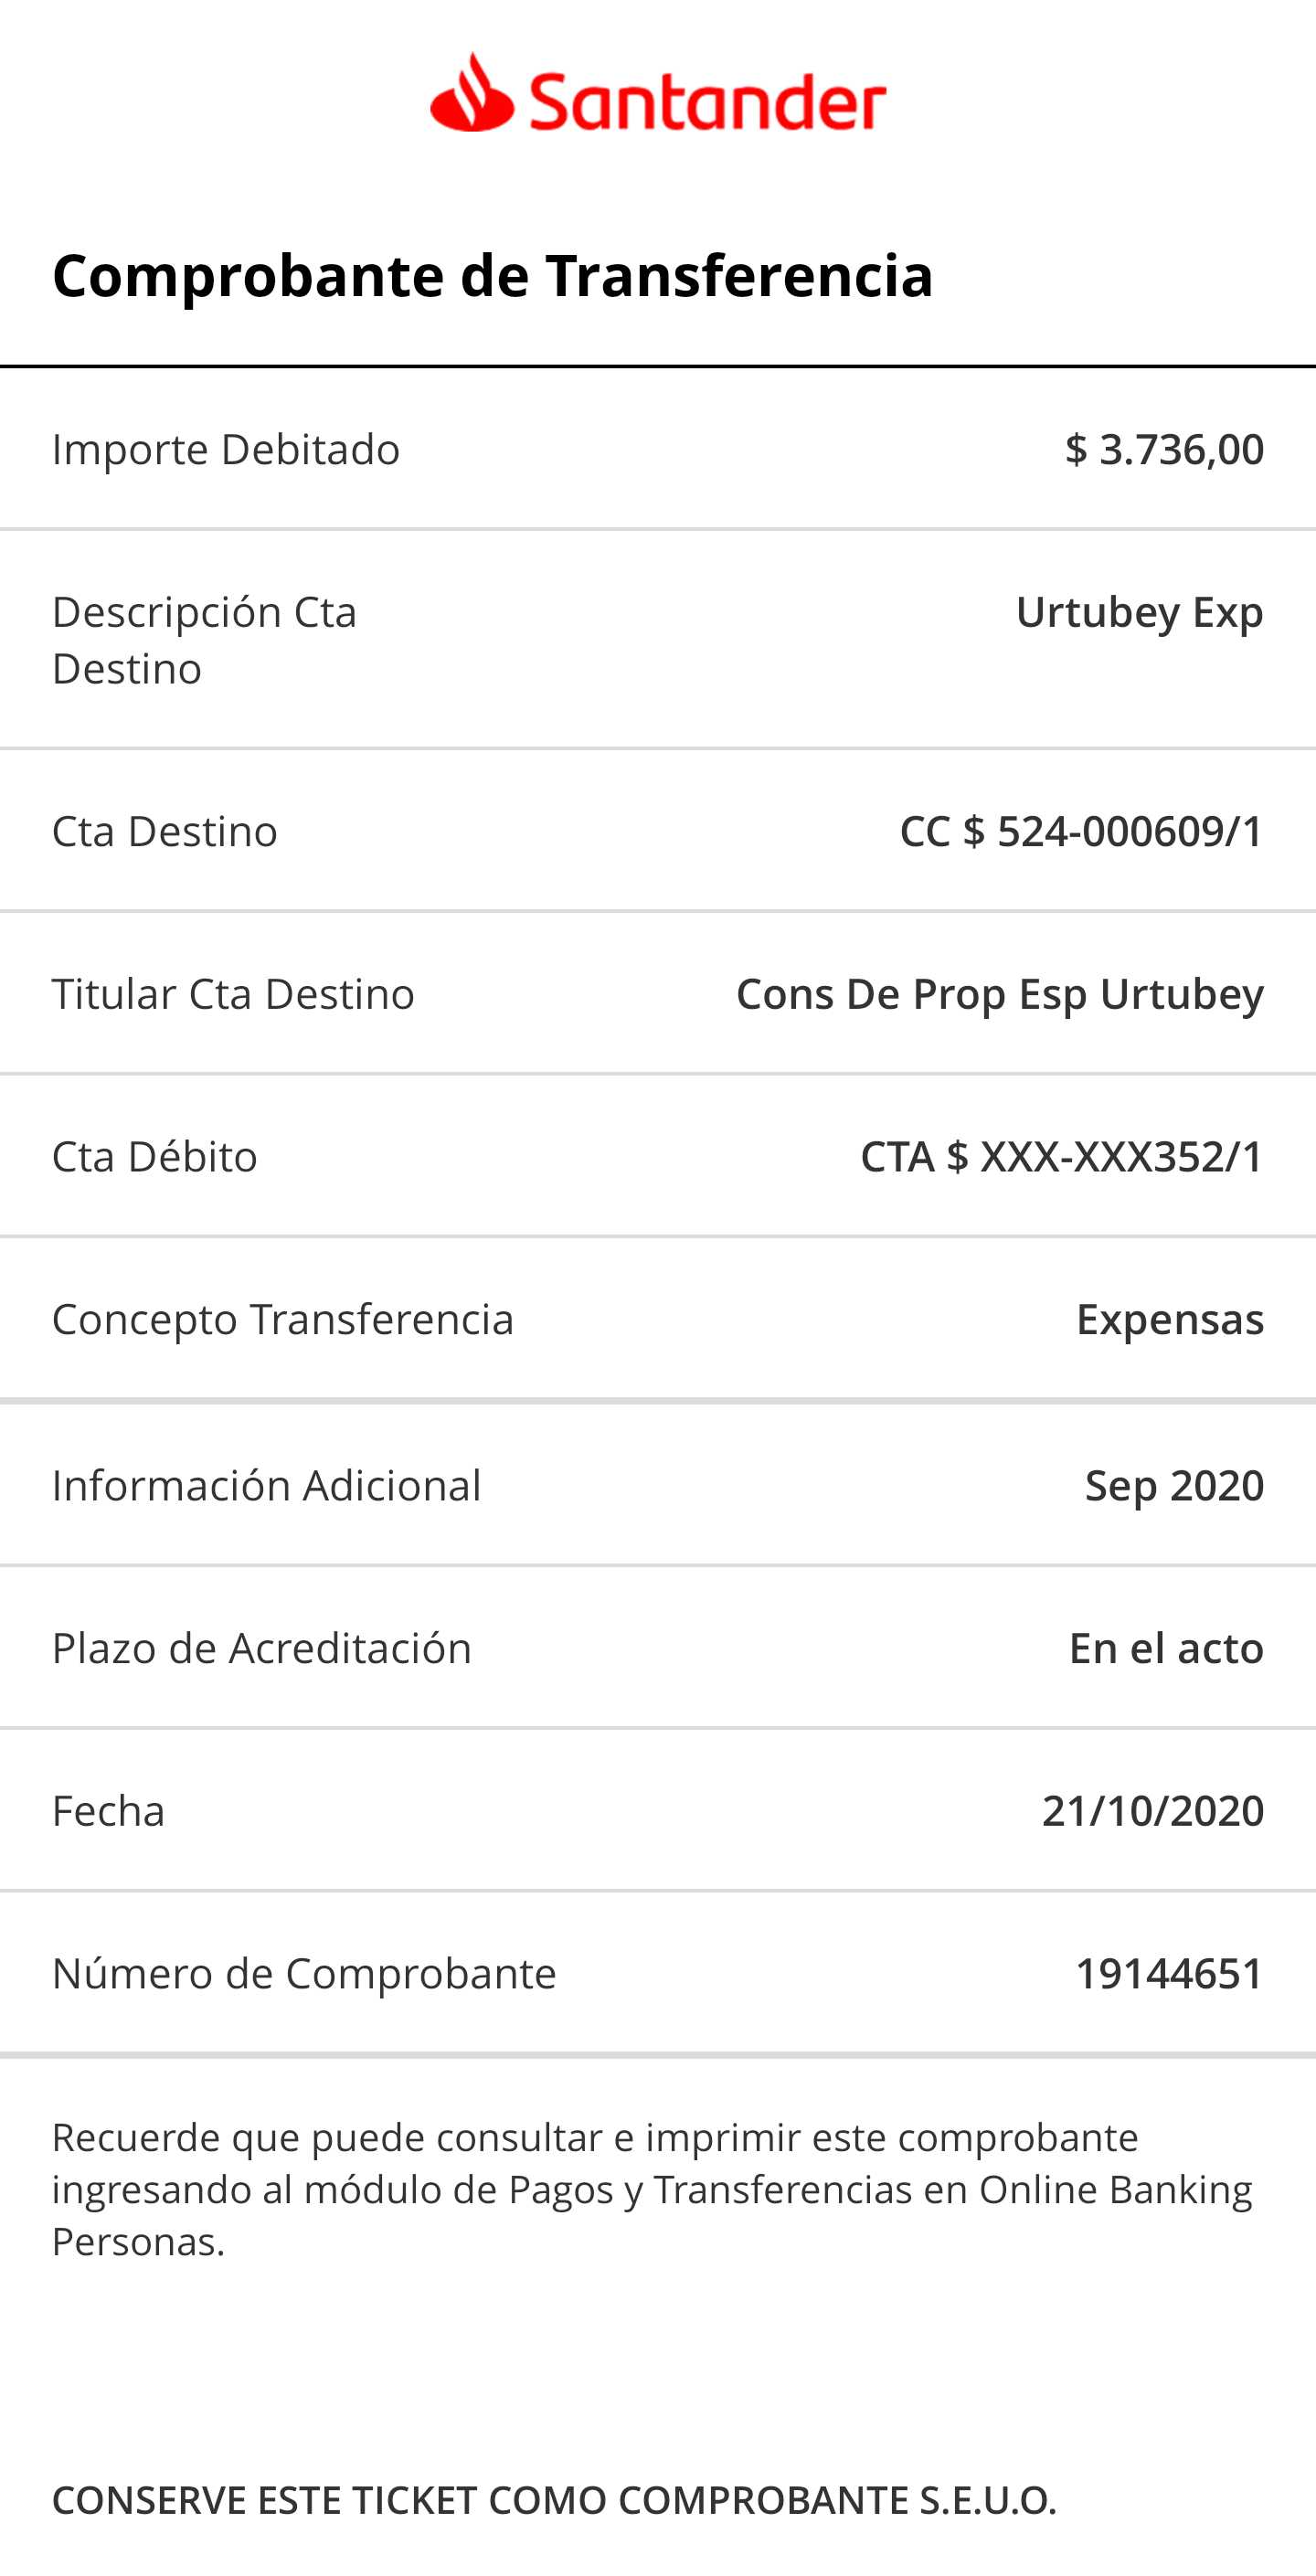 Santander
Comprobante de Transferencia
Importe Debitado $ 3.736,00
Descripción Cta Urtubey Exp
Destino
Cta Destino CC $ 524-000609/1
Titular Cta Destino Cons De Prop Esp Urtubey
Cta Débito CTA $ XXX-XXX352/1
Concepto Transferencia Expensas
Información Adicional Sep 2020
Plazo de Acreditación En el acto
Fecha 21/10/2020
Número de Comprobante 19144651
Recuerde que puede consultar e imprimir este comprobante
ingresando al módulo de Pagos y Transferencias en Online Banking
Personas.
CONSERVE ESTE TICKET COMO COMPROBANTE S.E.U.O.